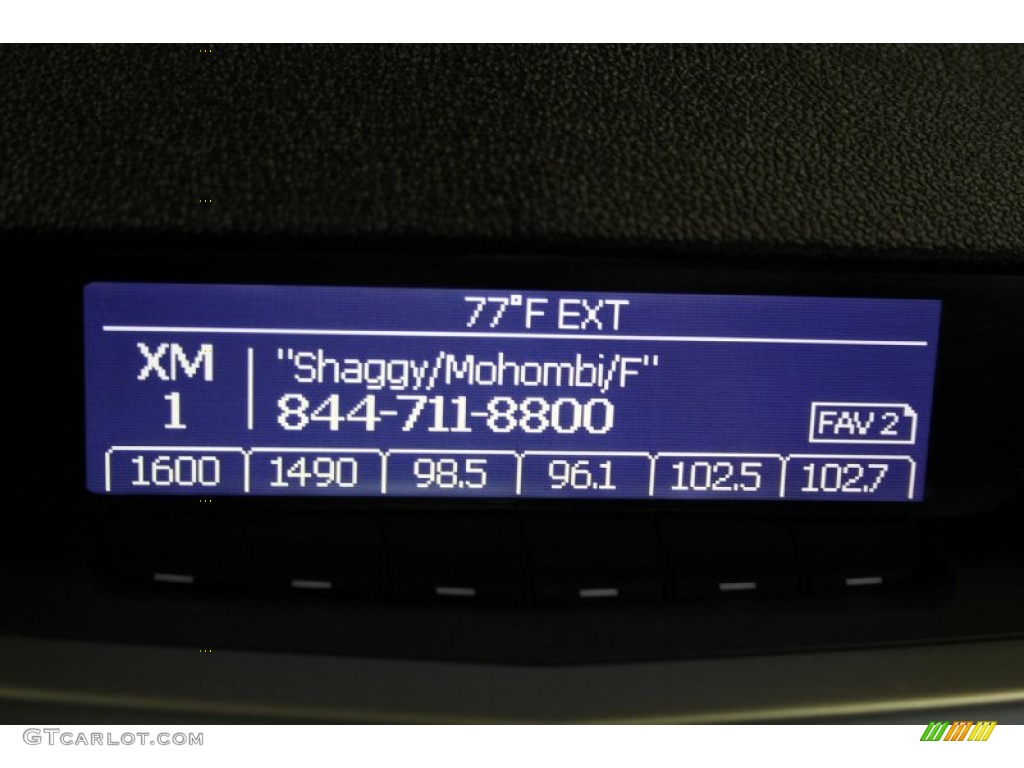 77°F EXT
XM
1
"Shaggy/Mohombi/F"
844-711-8800
FAV 2
1600 1490 98.5 96.1 102.5 102.7
GTCARLOT.COM